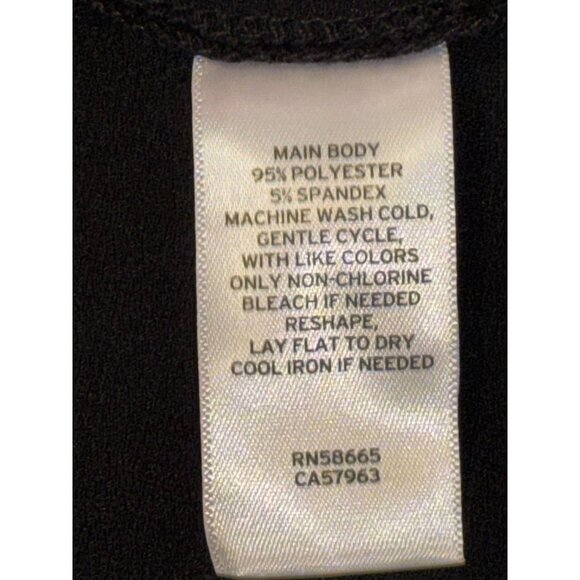 MAIN BODY
95% POLYESTER
5% SPANDEX
MACHINE WASH COLD,
GENTLE CYCLE,
WITH LIKE COLORS
ONLY NON-CHLORINE
BLEACH IF NEEDED
RESHAPE,
LAY FLAT TO DRY
COOL IRON IF NEEDED
RN58665
CA57963